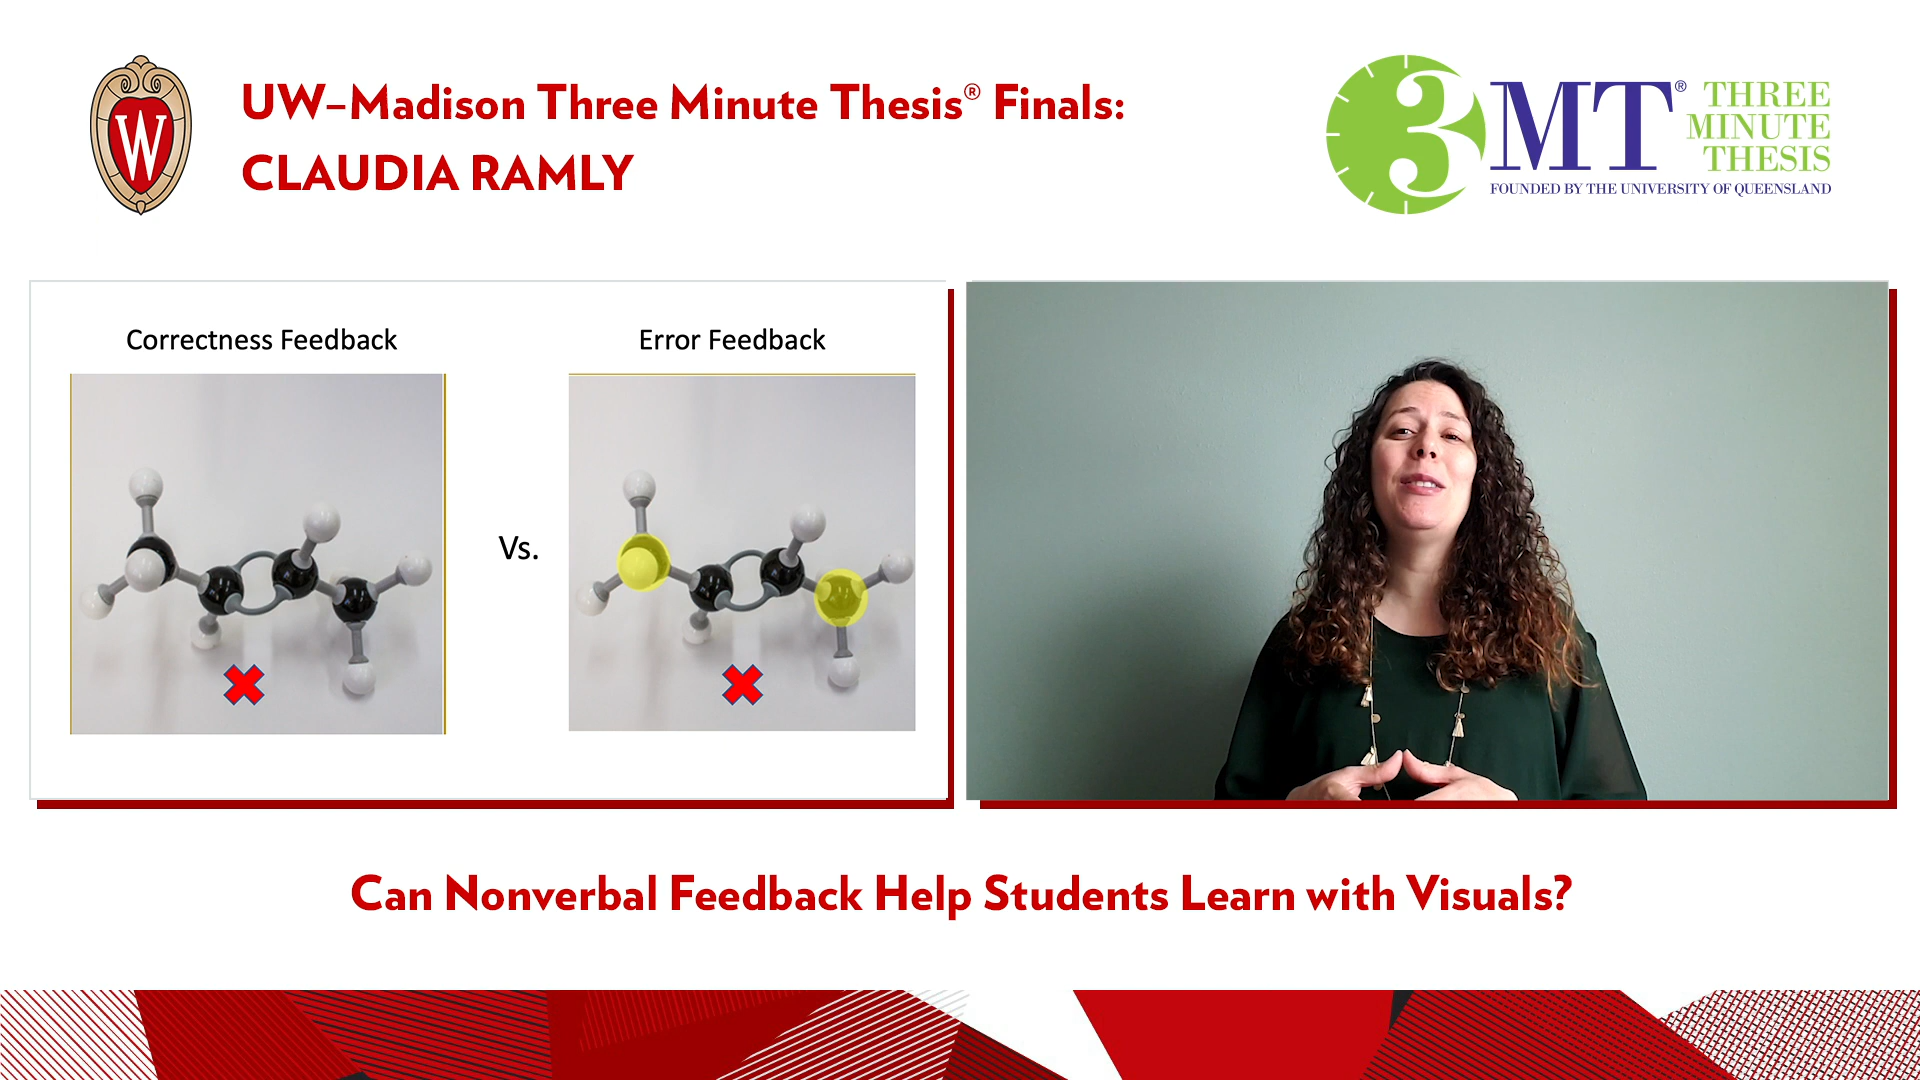 UW–Madison Three Minute Thesis® Finals:
CLAUDIA RAMLY
W
3MT® THREE
MINUTE
THESIS
FOUNDED BY THE UNIVERSITY OF QUEENSLAND
Correctness Feedback
Vs.
Error Feedback
Can Nonverbal Feedback Help Students Learn with Visuals?